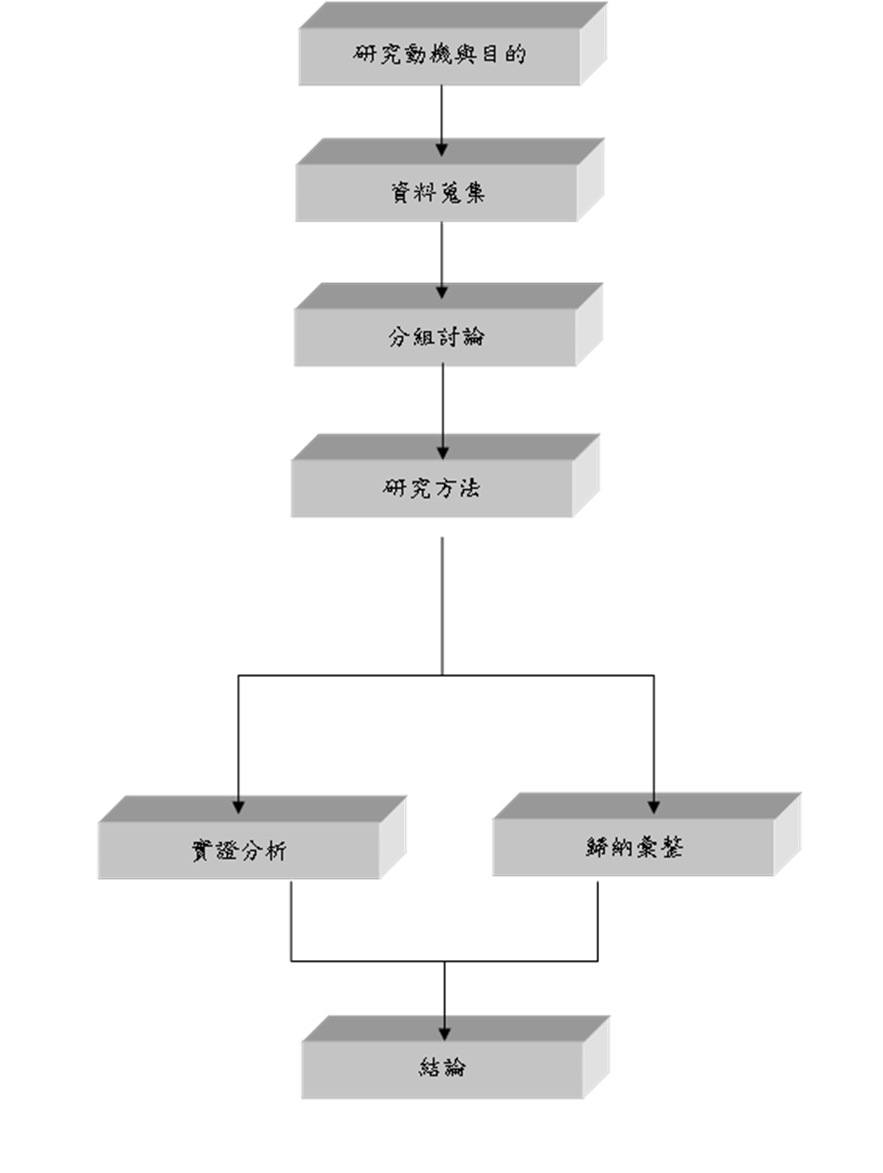 研究動機與目的
資料蒐集
分組討論
研究方法
實證分析
歸納彙整
結論